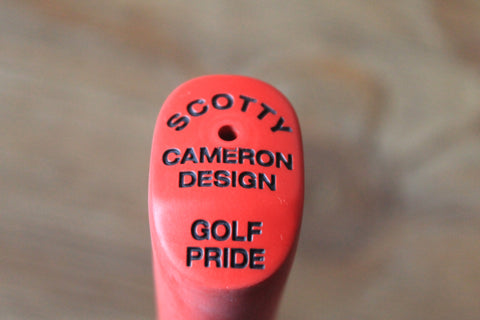 SCOTTY
CAMERON
DESIGN
GOLF
PRIDE